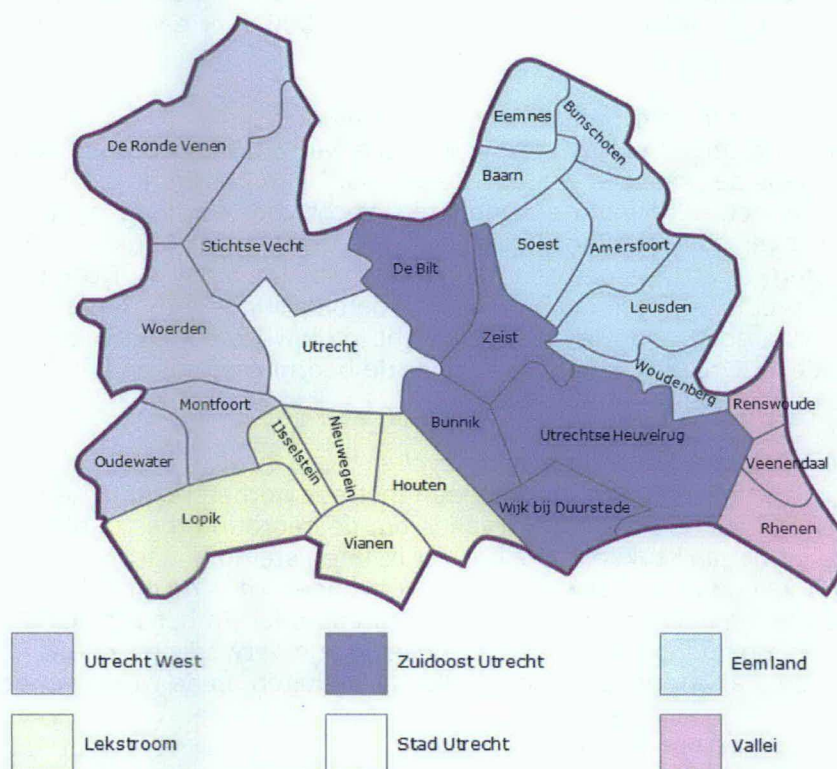 Eemnes
Bunschoten
De Ronde Venen
Baarn
Stichtse Vecht
Soest
Amersfoort
De Bilt
Leusden
Woerden
Utrecht
Zeist
Woudenberg
Montfoort
IJsselstein
Nieuwegein
Bunnik
Utrechtse Heuvelrug
Renswoude
Oudewater
Houten
Veenendaal
Lopik
Wijk bij Duurstede
Vianen
Rhenen
Utrecht West
Zuidoost Utrecht
Eemland
Lekstroom
Stad Utrecht
Vallei